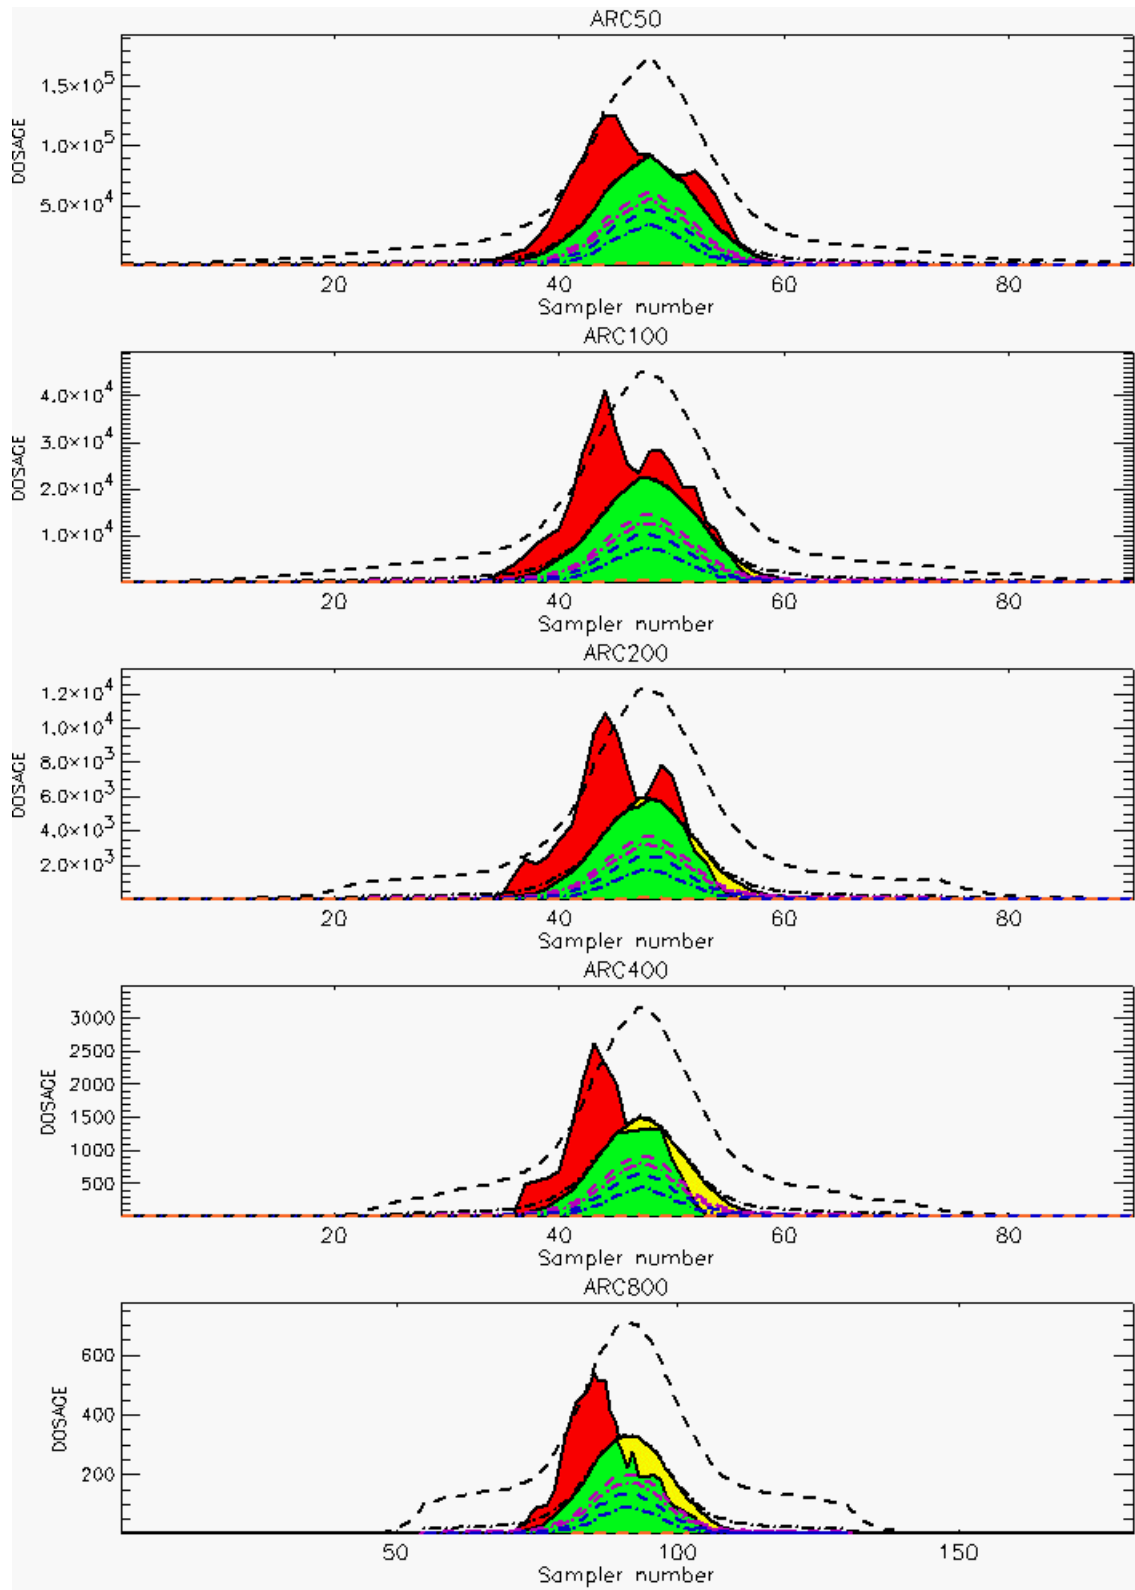 ARC50
1.5×10^5
1.0×10^5
5.0×10^4
DOSAGE
20 40 60 80
Sampler number
ARC100
4.0×10^4
3.0×10^4
2.0×10^4
1.0×10^4
DOSAGE
20 40 60 80
Sampler number
ARC200
1.2×10^4
1.0×10^4
8.0×10^3
6.0×10^3
4.0×10^3
2.0×10^3
DOSAGE
20 40 60 80
Sampler number
ARC400
3000
2500
2000
1500
1000
500
DOSAGE
20 40 60 80
Sampler number
ARC800
600
400
200
DOSAGE
50 100 150
Sampler number